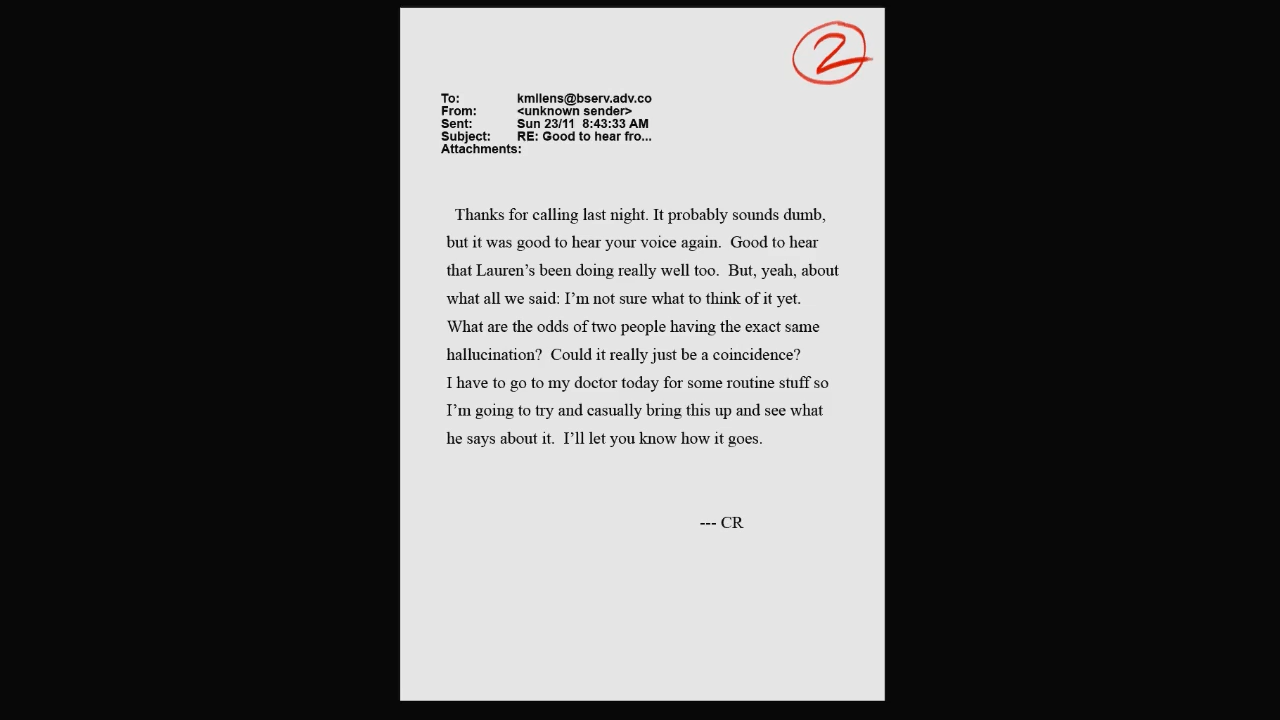 2
To: kmllens@bserv.adv.co
From: <unknown sender>
Sent: Sun 23/11 8:43:33 AM
Subject: RE: Good to hear fro...
Attachments:
Thanks for calling last night. It probably sounds dumb,
but it was good to hear your voice again. Good to hear
that Lauren’s been doing really well too. But, yeah, about
what all we said: I’m not sure what to think of it yet.
What are the odds of two people having the exact same
hallucination? Could it really just be a coincidence?
I have to go to my doctor today for some routine stuff so
I’m going to try and casually bring this up and see what
he says about it. I’ll let you know how it goes.
--- CR